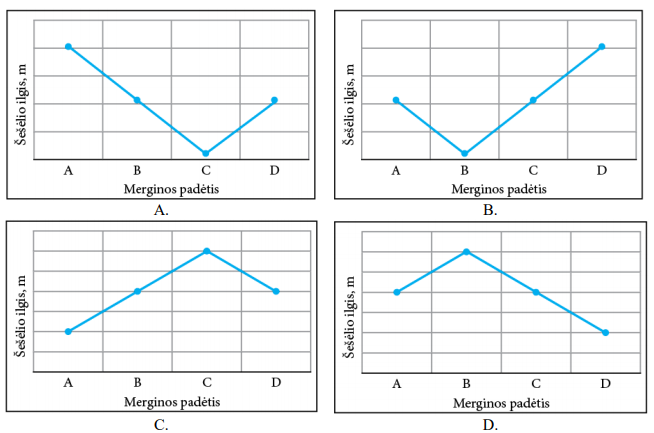 Šešėlio ilgis, m
A B C D
Merginos padėtis
A.
Šešėlio ilgis, m
A B C D
Merginos padėtis
B.
Šešėlio ilgis, m
A B C D
Merginos padėtis
C.
Šešėlio ilgis, m
A B C D
Merginos padėtis
D.